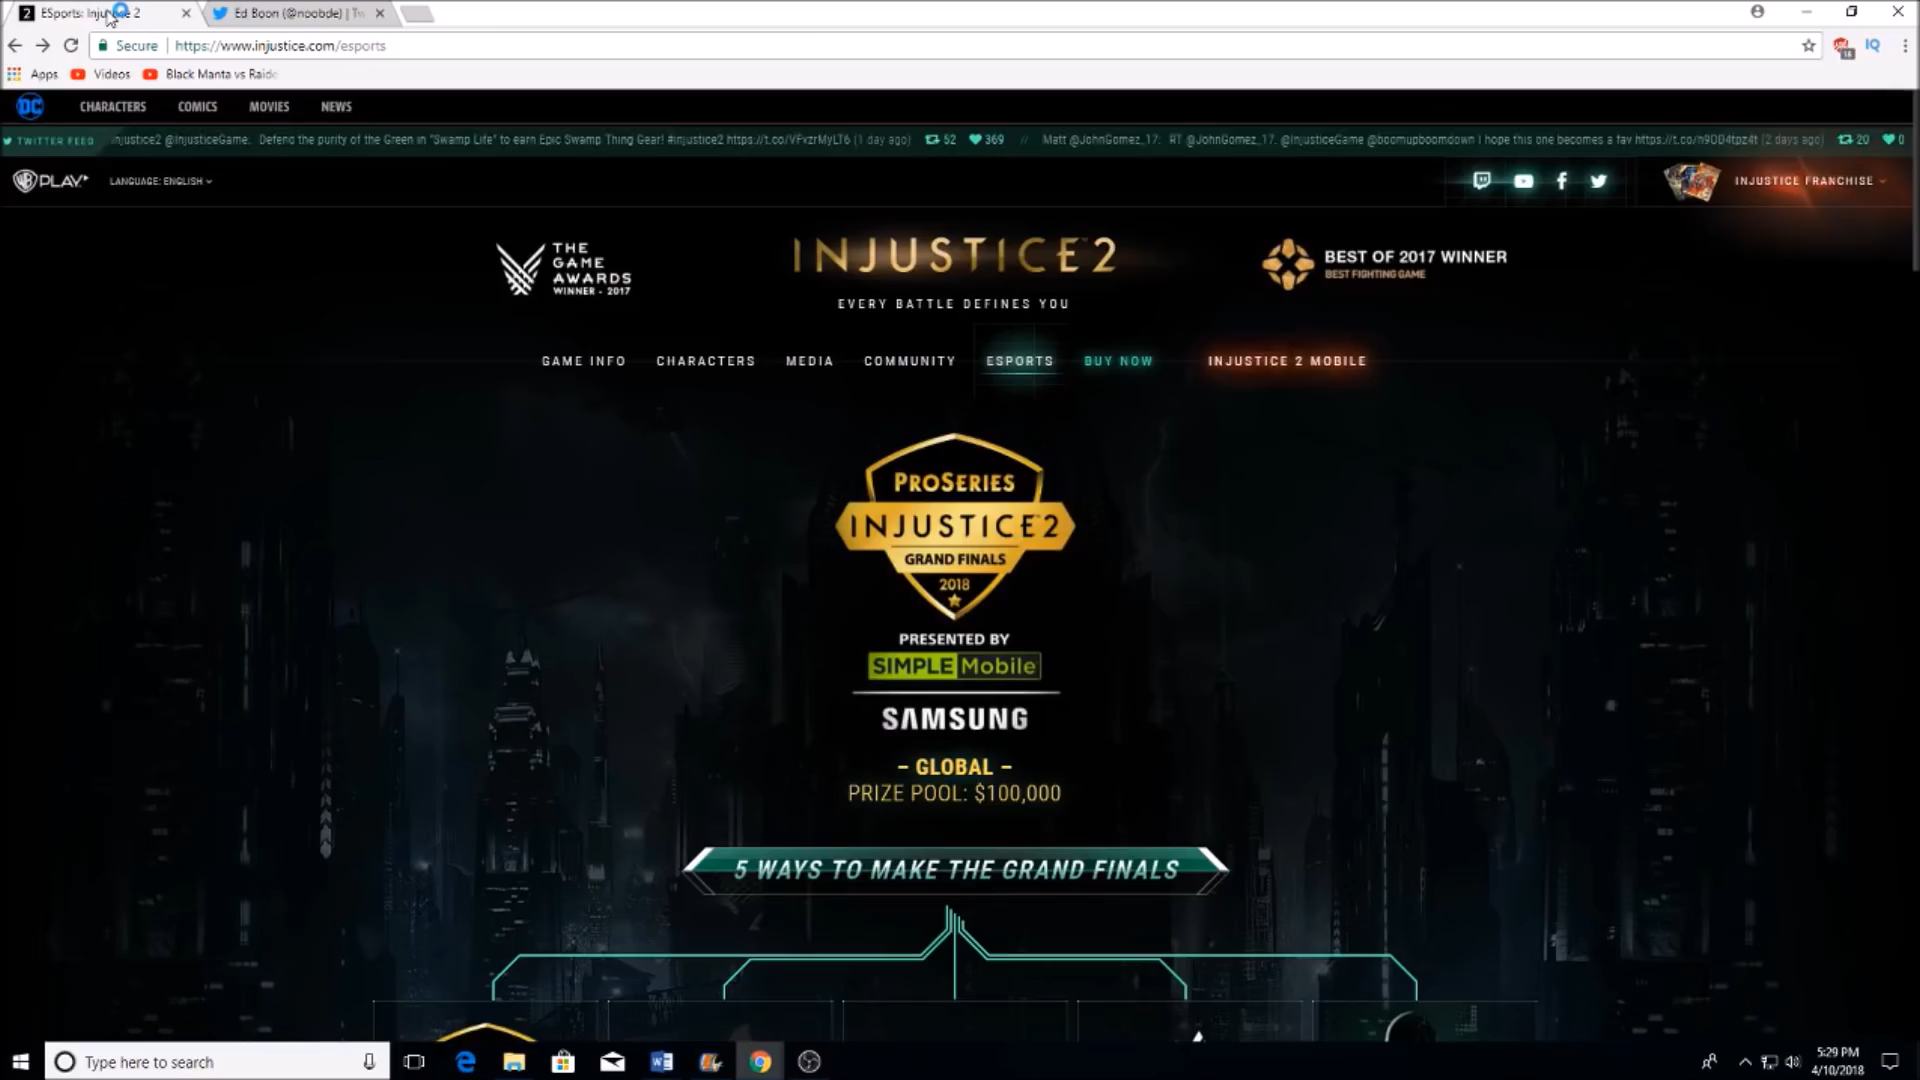 ESports: Injustice 2
Ed Boon (@noobde) | Tw
Secure | https://www.injustice.com/esports
IQ
Apps Videos Black Manta vs Raide
DC CHARACTERS COMICS MOVIES NEWS
TWITTER FEED injustice2 @InjusticeGame: Defend the purity of the Green in "Swamp Life" to earn Epic Swamp Thing Gear! #injustice2 https://t.co/VFxzrMyLT6 (1 day ago) 52 369 // Matt @JohnGomez_17: RT @JohnGomez_17: @InjusticeGame @boomupboomdown I hope this one becomes a fav https://t.co/n9DD4tpz4t (2 days ago) 20 0
WB PLAY LANGUAGE: ENGLISH
INJUSTICE FRANCHISE
THE
GAME
AWARDS
WINNER - 2017
INJUSTICE 2
EVERY BATTLE DEFINES YOU
BEST OF 2017 WINNER
BEST FIGHTING GAME
GAME INFO CHARACTERS MEDIA COMMUNITY ESPORTS BUY NOW INJUSTICE 2 MOBILE
PROSERIES
INJUSTICE 2
GRAND FINALS
2018
PRESENTED BY
SIMPLE Mobile
SAMSUNG
– GLOBAL –
PRIZE POOL: $100,000
5 WAYS TO MAKE THE GRAND FINALS
Type here to search
5:29 PM
4/10/2018